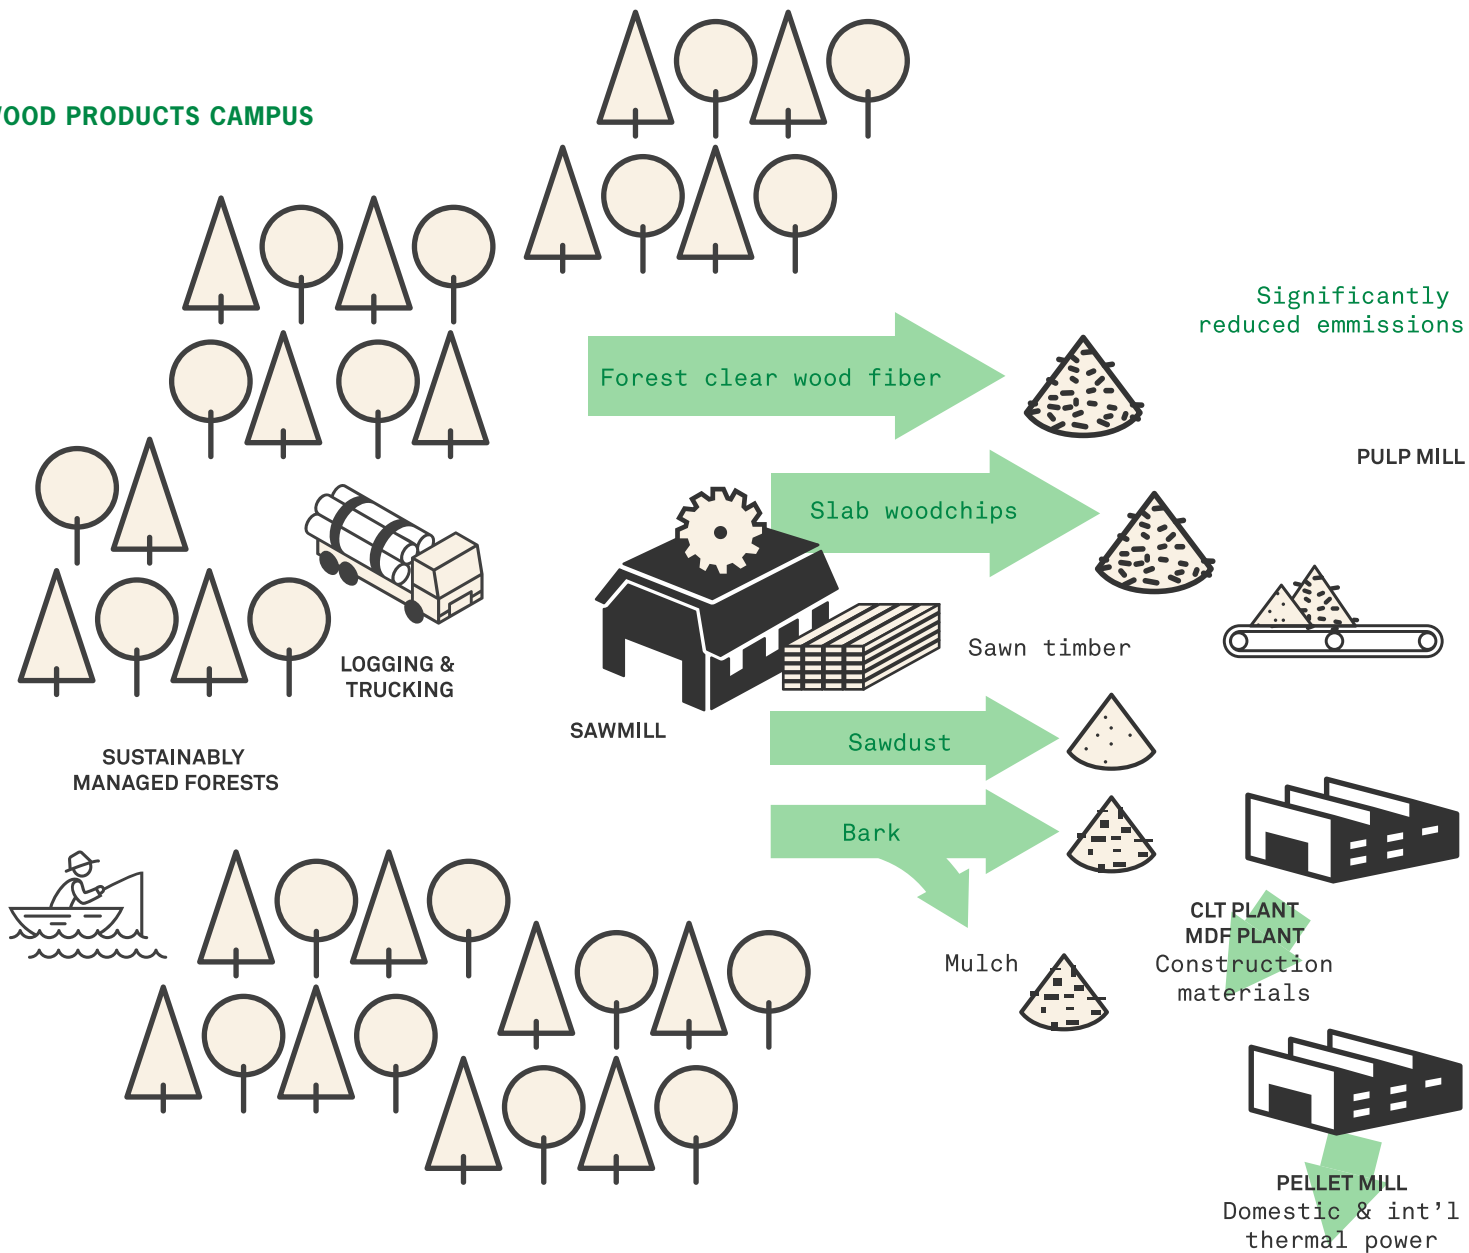 WOOD PRODUCTS CAMPUS
Significantly
reduced emmissions
Forest clear wood fiber
PULP MILL
Slab woodchips
Sawn timber
LOGGING &
TRUCKING
SAWMILL
Sawdust
SUSTAINABLY
MANAGED FORESTS
Bark
CLT PLANT
MDF PLANT
Construction
materials
Mulch
PELLET MILL
Domestic & int'l
thermal power